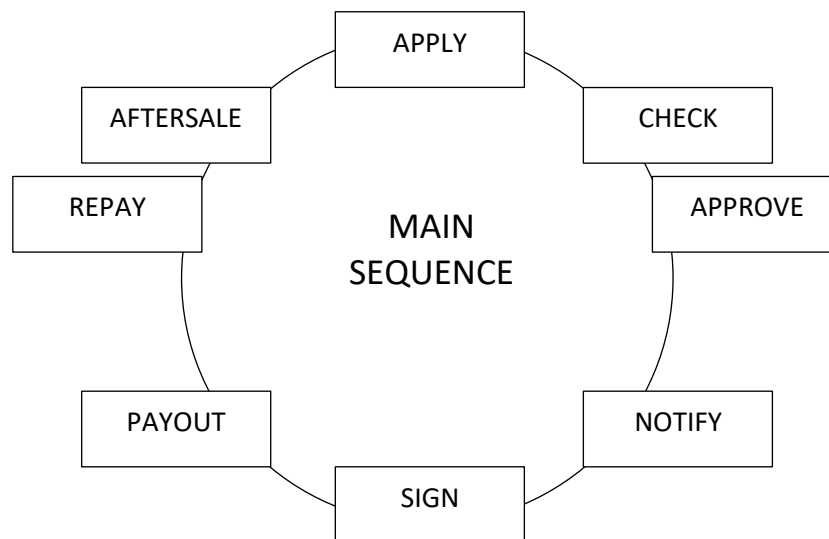 APPLY
CHECK
APPROVE
NOTIFY
SIGN
PAYOUT
REPAY
AFTERSALE
MAIN
SEQUENCE